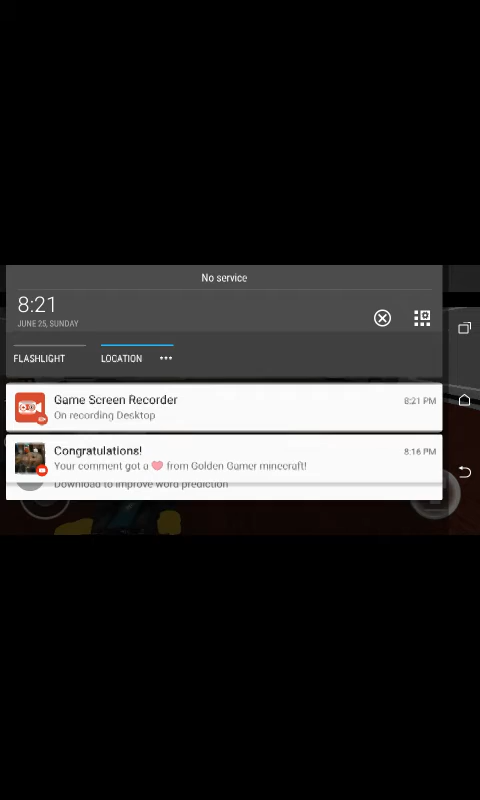 No service
8:21
JUNE 25, SUNDAY
FLASHLIGHT LOCATION
Game Screen Recorder 8:21 PM
On recording Desktop
Congratulations! 8:16 PM
Your comment got a ❤ from Golden Gamer minecraft!
Download to improve word prediction